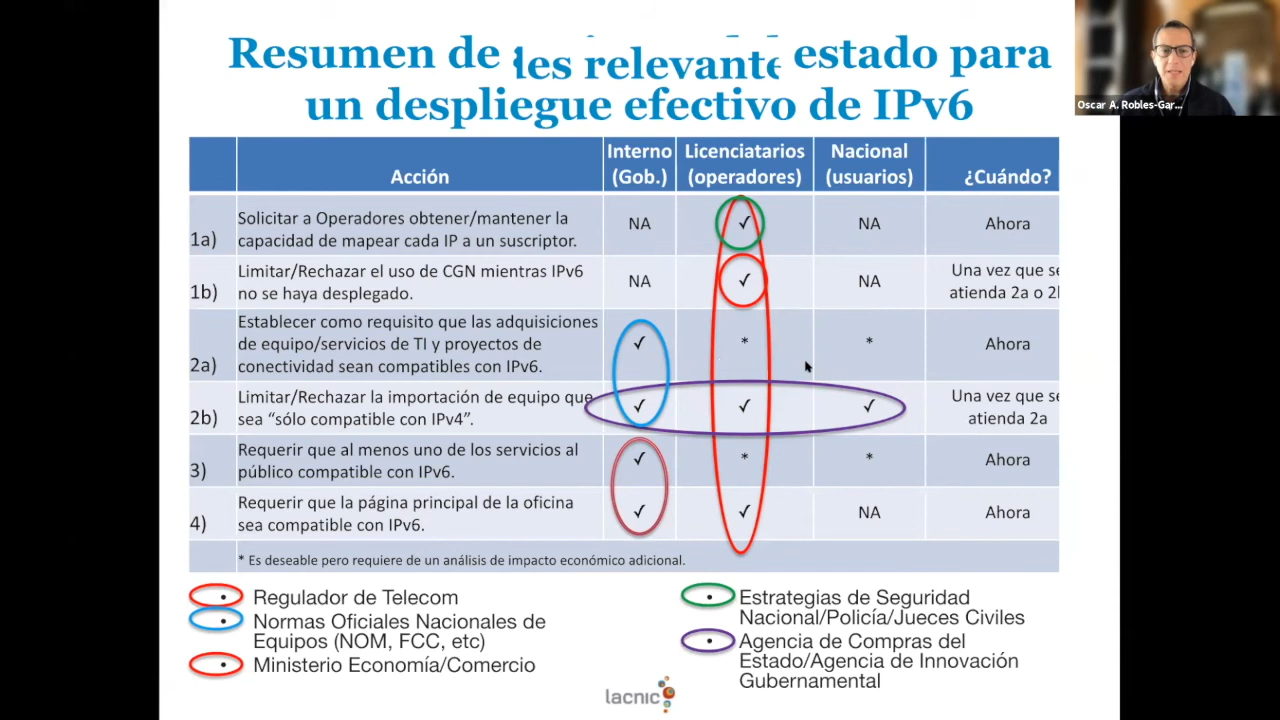 Resumen de les relevante estado para
un despliegue efectivo de IPv6
Oscar A. Robles-Gar...
Acción
Interno
(Gob.)
Licenciatarios
(operadores)
Nacional
(usuarios)
¿Cuándo?
1a)
Solicitar a Operadores obtener/mantener la
capacidad de mapear cada IP a un suscriptor.
NA
✓
NA
Ahora
1b)
Limitar/Rechazar el uso de CGN mientras IPv6
no se haya desplegado.
NA
✓
NA
Una vez que se
atienda 2a o 2b
2a)
Establecer como requisito que las adquisiciones
de equipo/servicios de TI y proyectos de
conectividad sean compatibles con IPv6.
✓
*
*
Ahora
2b)
Limitar/Rechazar la importación de equipo que
sea “sólo compatible con IPv4”.
✓
✓
✓
Una vez que se
atienda 2a
3)
Requerir que al menos uno de los servicios al
público compatible con IPv6.
✓
*
*
Ahora
4)
Requerir que la página principal de la oficina
sea compatible con IPv6.
✓
✓
NA
Ahora
* Es deseable pero requiere de un análisis de impacto económico adicional.
• Regulador de Telecom
• Normas Oficiales Nacionales de
Equipos (NOM, FCC, etc)
• Ministerio Economía/Comercio
• Estrategias de Seguridad
Nacional/Policía/Jueces Civiles
• Agencia de Compras del
Estado/Agencia de Innovación
Gubernamental
lacnic